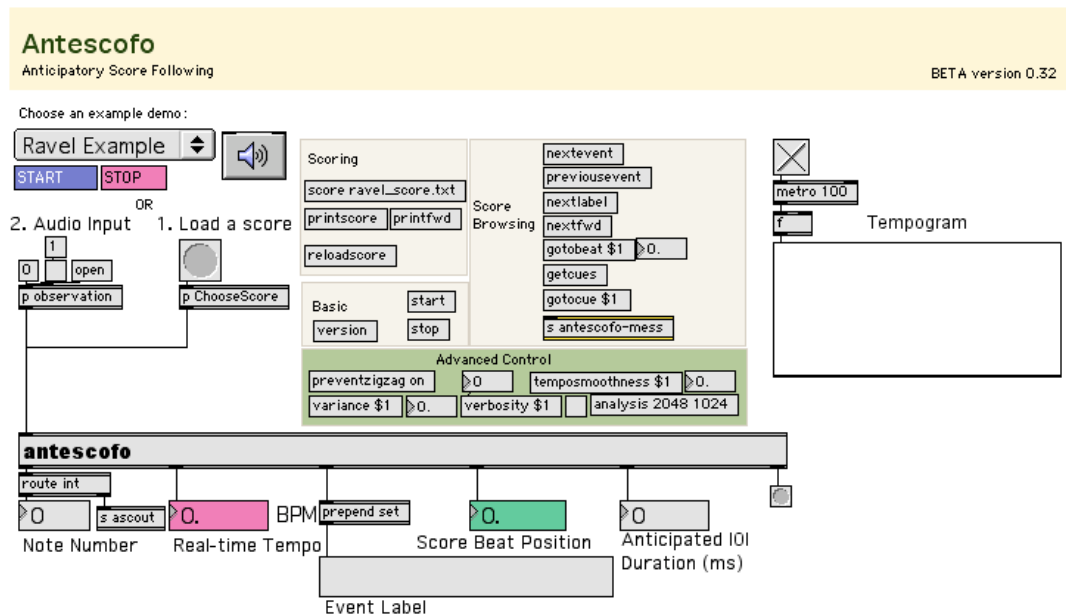 Antescofo
Anticipatory Score Following
BETA version 0.32
Choose an example demo:
Ravel Example
START
STOP
OR
2. Audio Input
1. Load a score
1
0
open
p observation
p ChooseScore
Scoring
score ravel_score.txt
printscore
printfwd
reloadscore
Basic
start
version
stop
Score
Browsing
nextevent
previousevent
nextlabel
nextfwd
gotobeat $1
0.
getcues
gotocue $1
s antescofo-mess
Advanced Control
preventzigzag on
0
temposmoothness $1
0.
variance $1
0.
verbosity $1
analysis 2048 1024
metro 100
f
Tempogram
antescofo
route int
0
s ascout
0.
BPM
prepend set
0.
0
Note Number
Real-time Tempo
Score Beat Position
Anticipated IOI
Duration (ms)
Event Label